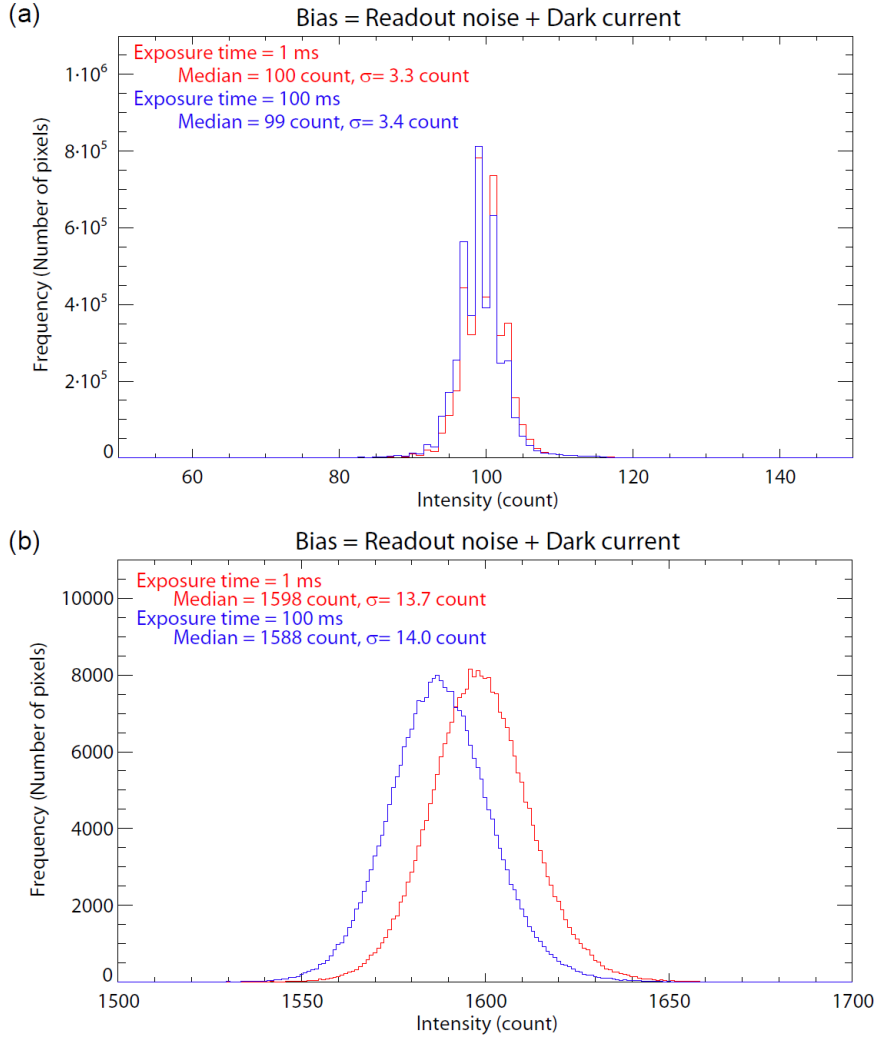 (a)
Bias = Readout noise + Dark current
Exposure time = 1 ms
Median = 100 count, σ= 3.3 count
Exposure time = 100 ms
Median = 99 count, σ= 3.4 count
Frequency (Number of pixels)
1·10⁶
8·10⁵
6·10⁵
4·10⁵
2·10⁵
0
60 80 100 120 140
Intensity (count)
(b)
Bias = Readout noise + Dark current
Exposure time = 1 ms
Median = 1598 count, σ= 13.7 count
Exposure time = 100 ms
Median = 1588 count, σ= 14.0 count
Frequency (Number of pixels)
10000
8000
6000
4000
2000
0
1500 1550 1600 1650 1700
Intensity (count)